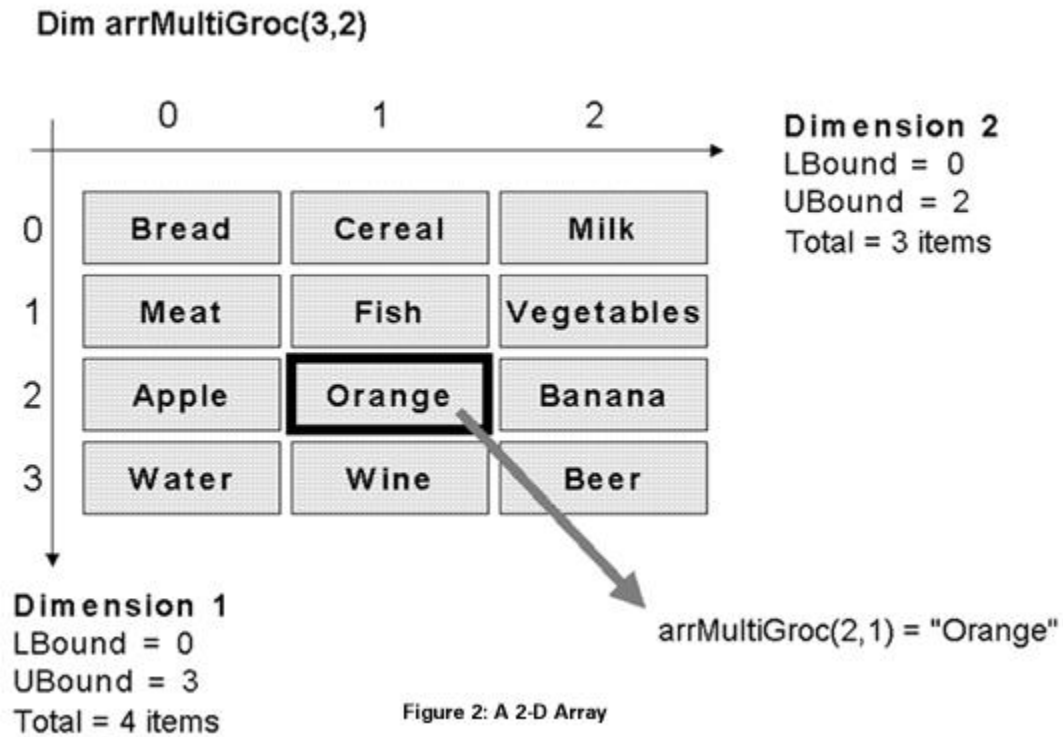 Dim arrMultiGroc(3,2)
0 1 2
Dimension 2
LBound = 0
UBound = 2
Total = 3 items
0 Bread Cereal Milk
1 Meat Fish Vegetables
2 Apple Orange Banana
3 Water Wine Beer
Dimension 1
LBound = 0
UBound = 3
Total = 4 items
arrMultiGroc(2,1) = "Orange"
Figure 2: A 2-D Array